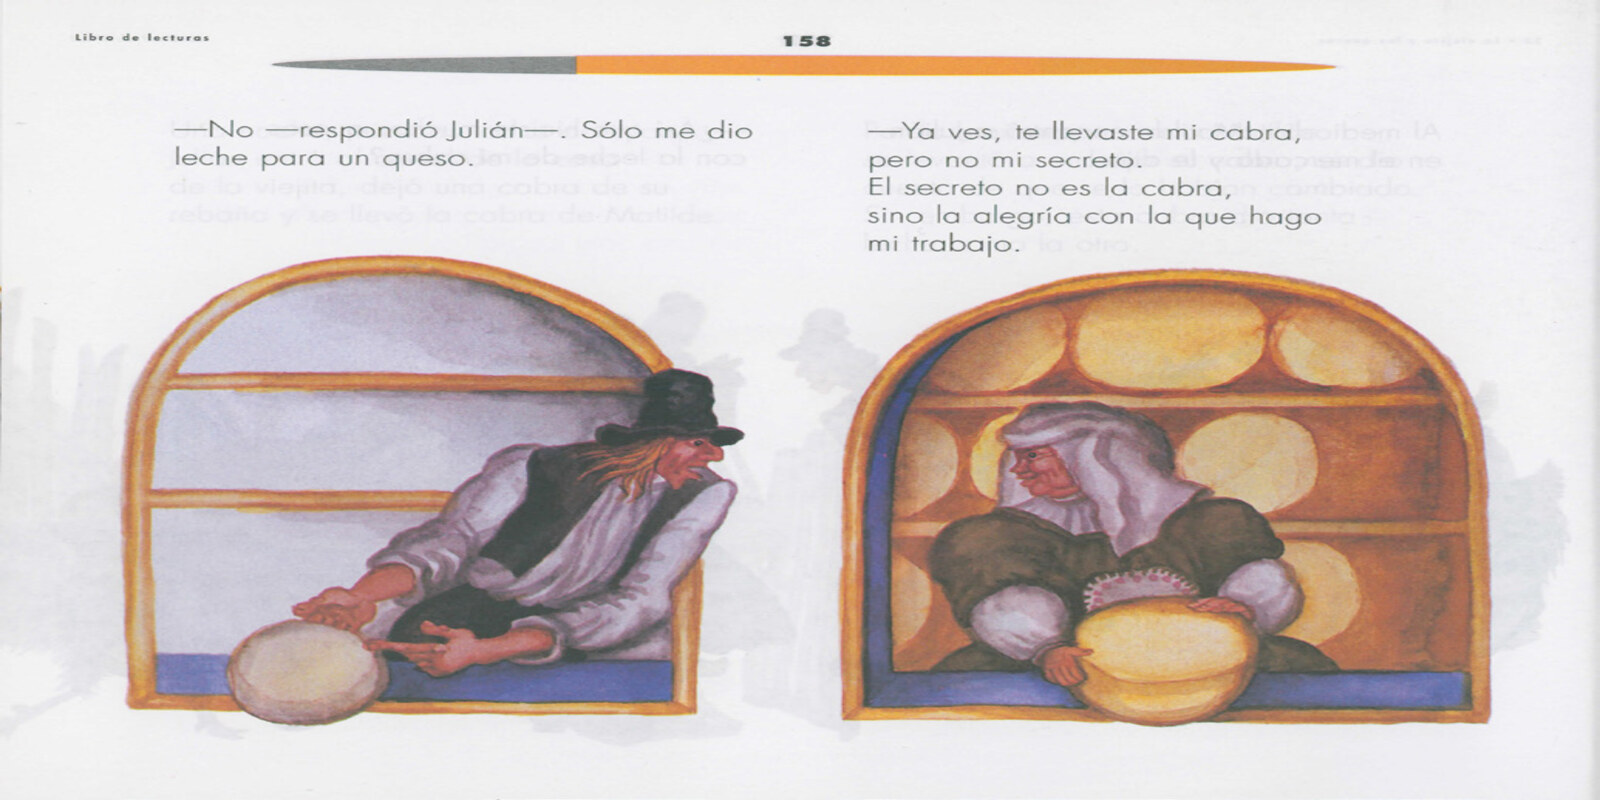 Libro de lecturas
158
—No —respondió Julián—. Sólo me dio
leche para un queso.
—Ya ves, te llevaste mi cabra,
pero no mi secreto.
El secreto no es la cabra,
sino la alegría con la que hago
mi trabajo.